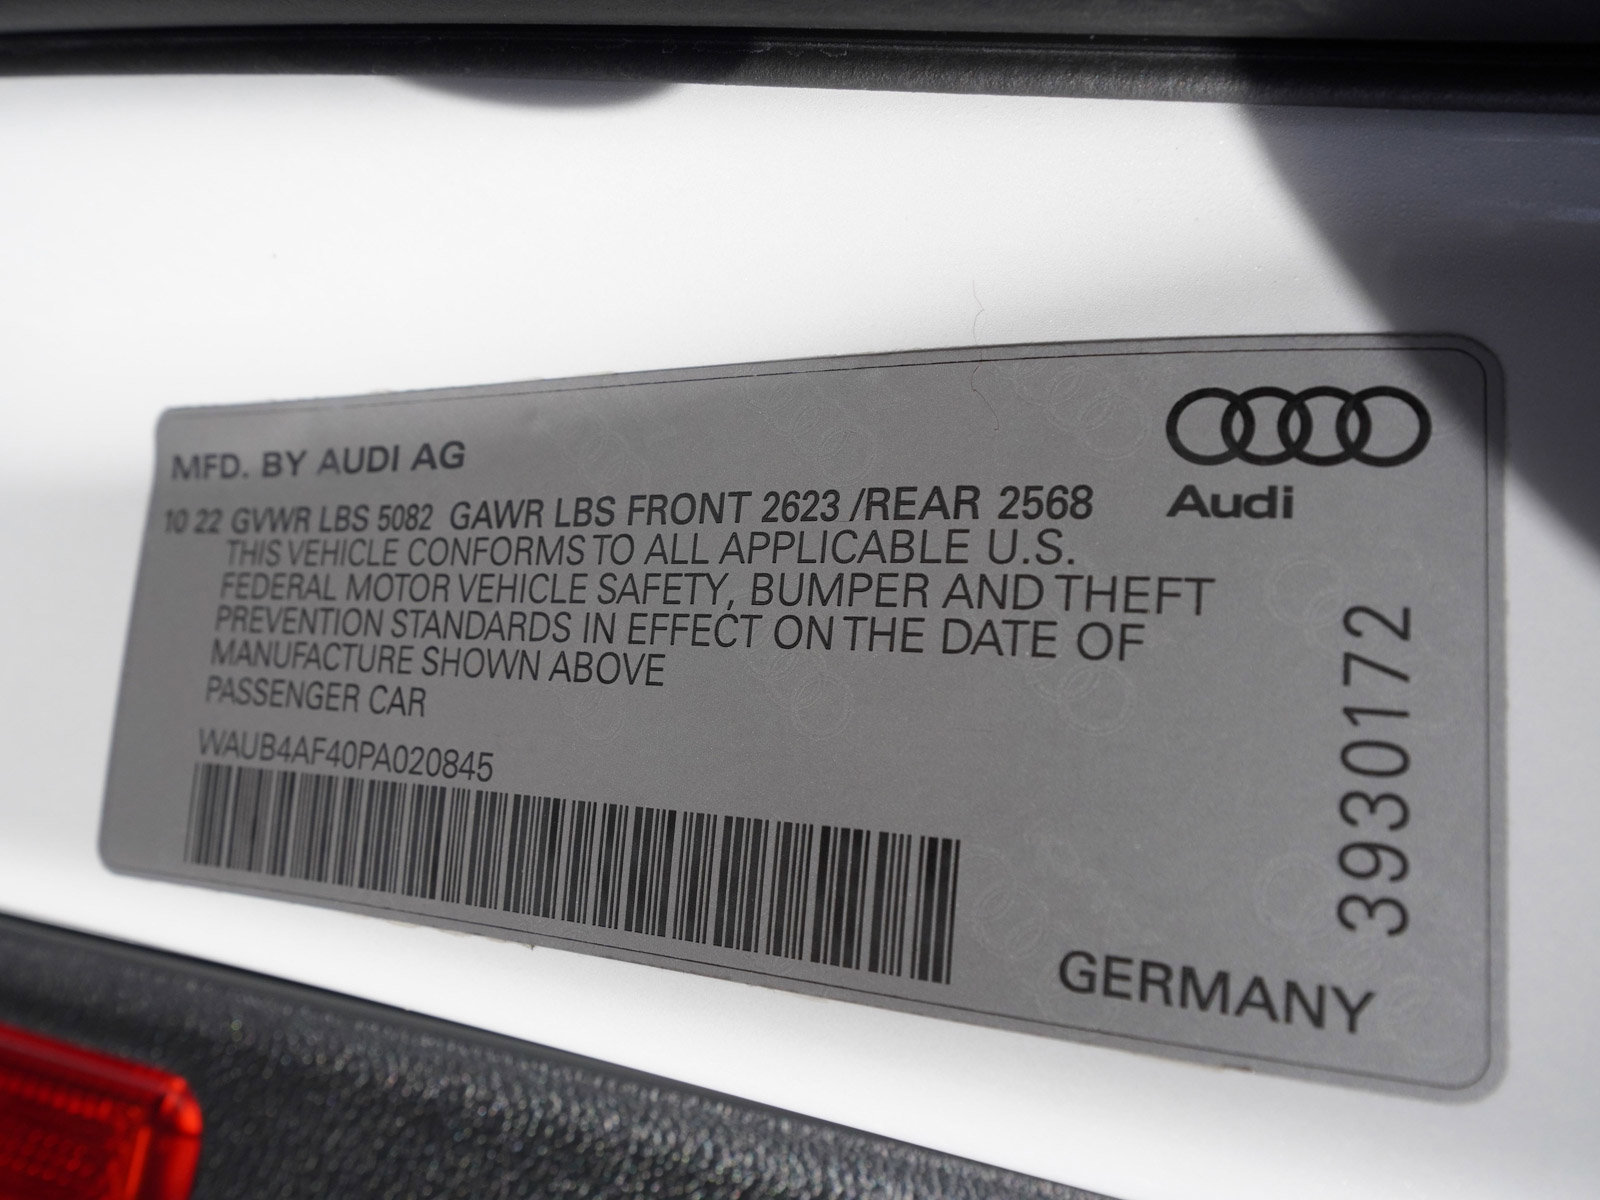 MFD. BY AUDI AG
10 22 GVWR LBS 5082 GAWR LBS FRONT 2623 /REAR 2568
THIS VEHICLE CONFORMS TO ALL APPLICABLE U.S.
FEDERAL MOTOR VEHICLE SAFETY, BUMPER AND THEFT
PREVENTION STANDARDS IN EFFECT ON THE DATE OF
MANUFACTURE SHOWN ABOVE
PASSENGER CAR
WAUB4AF40PA020845
Audi
3930172
GERMANY